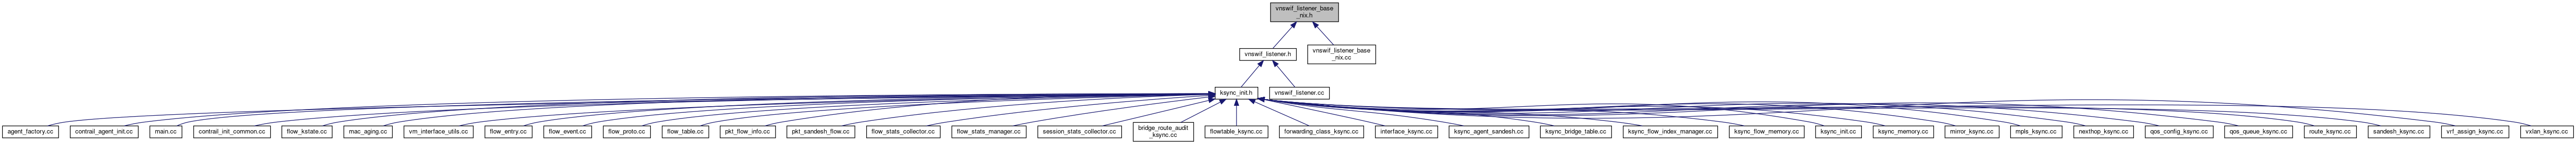 vnswif_listener_base
_nix.h
vnswif_listener.h
vnswif_listener_base
_nix.cc
ksync_init.h
vnswif_listener.cc
agent_factory.cc
contrail_agent_init.cc
main.cc
contrail_init_common.cc
flow_kstate.cc
mac_aging.cc
vm_interface_utils.cc
flow_entry.cc
flow_event.cc
flow_proto.cc
flow_table.cc
pkt_flow_info.cc
pkt_sandesh_flow.cc
flow_stats_collector.cc
flow_stats_manager.cc
session_stats_collector.cc
bridge_route_audit
_ksync.cc
flowtable_ksync.cc
forwarding_class_ksync.cc
interface_ksync.cc
ksync_agent_sandesh.cc
ksync_bridge_table.cc
ksync_flow_index_manager.cc
ksync_flow_memory.cc
ksync_init.cc
ksync_memory.cc
mirror_ksync.cc
mpls_ksync.cc
nexthop_ksync.cc
qos_config_ksync.cc
qos_queue_ksync.cc
route_ksync.cc
sandesh_ksync.cc
vrf_assign_ksync.cc
vxlan_ksync.cc